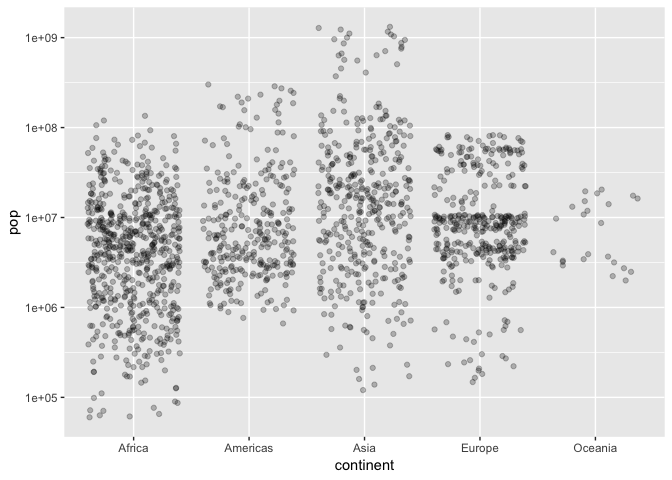 1e+09
1e+08
1e+07
1e+06
1e+05
pop
Africa
Americas
Asia
Europe
Oceania
continent